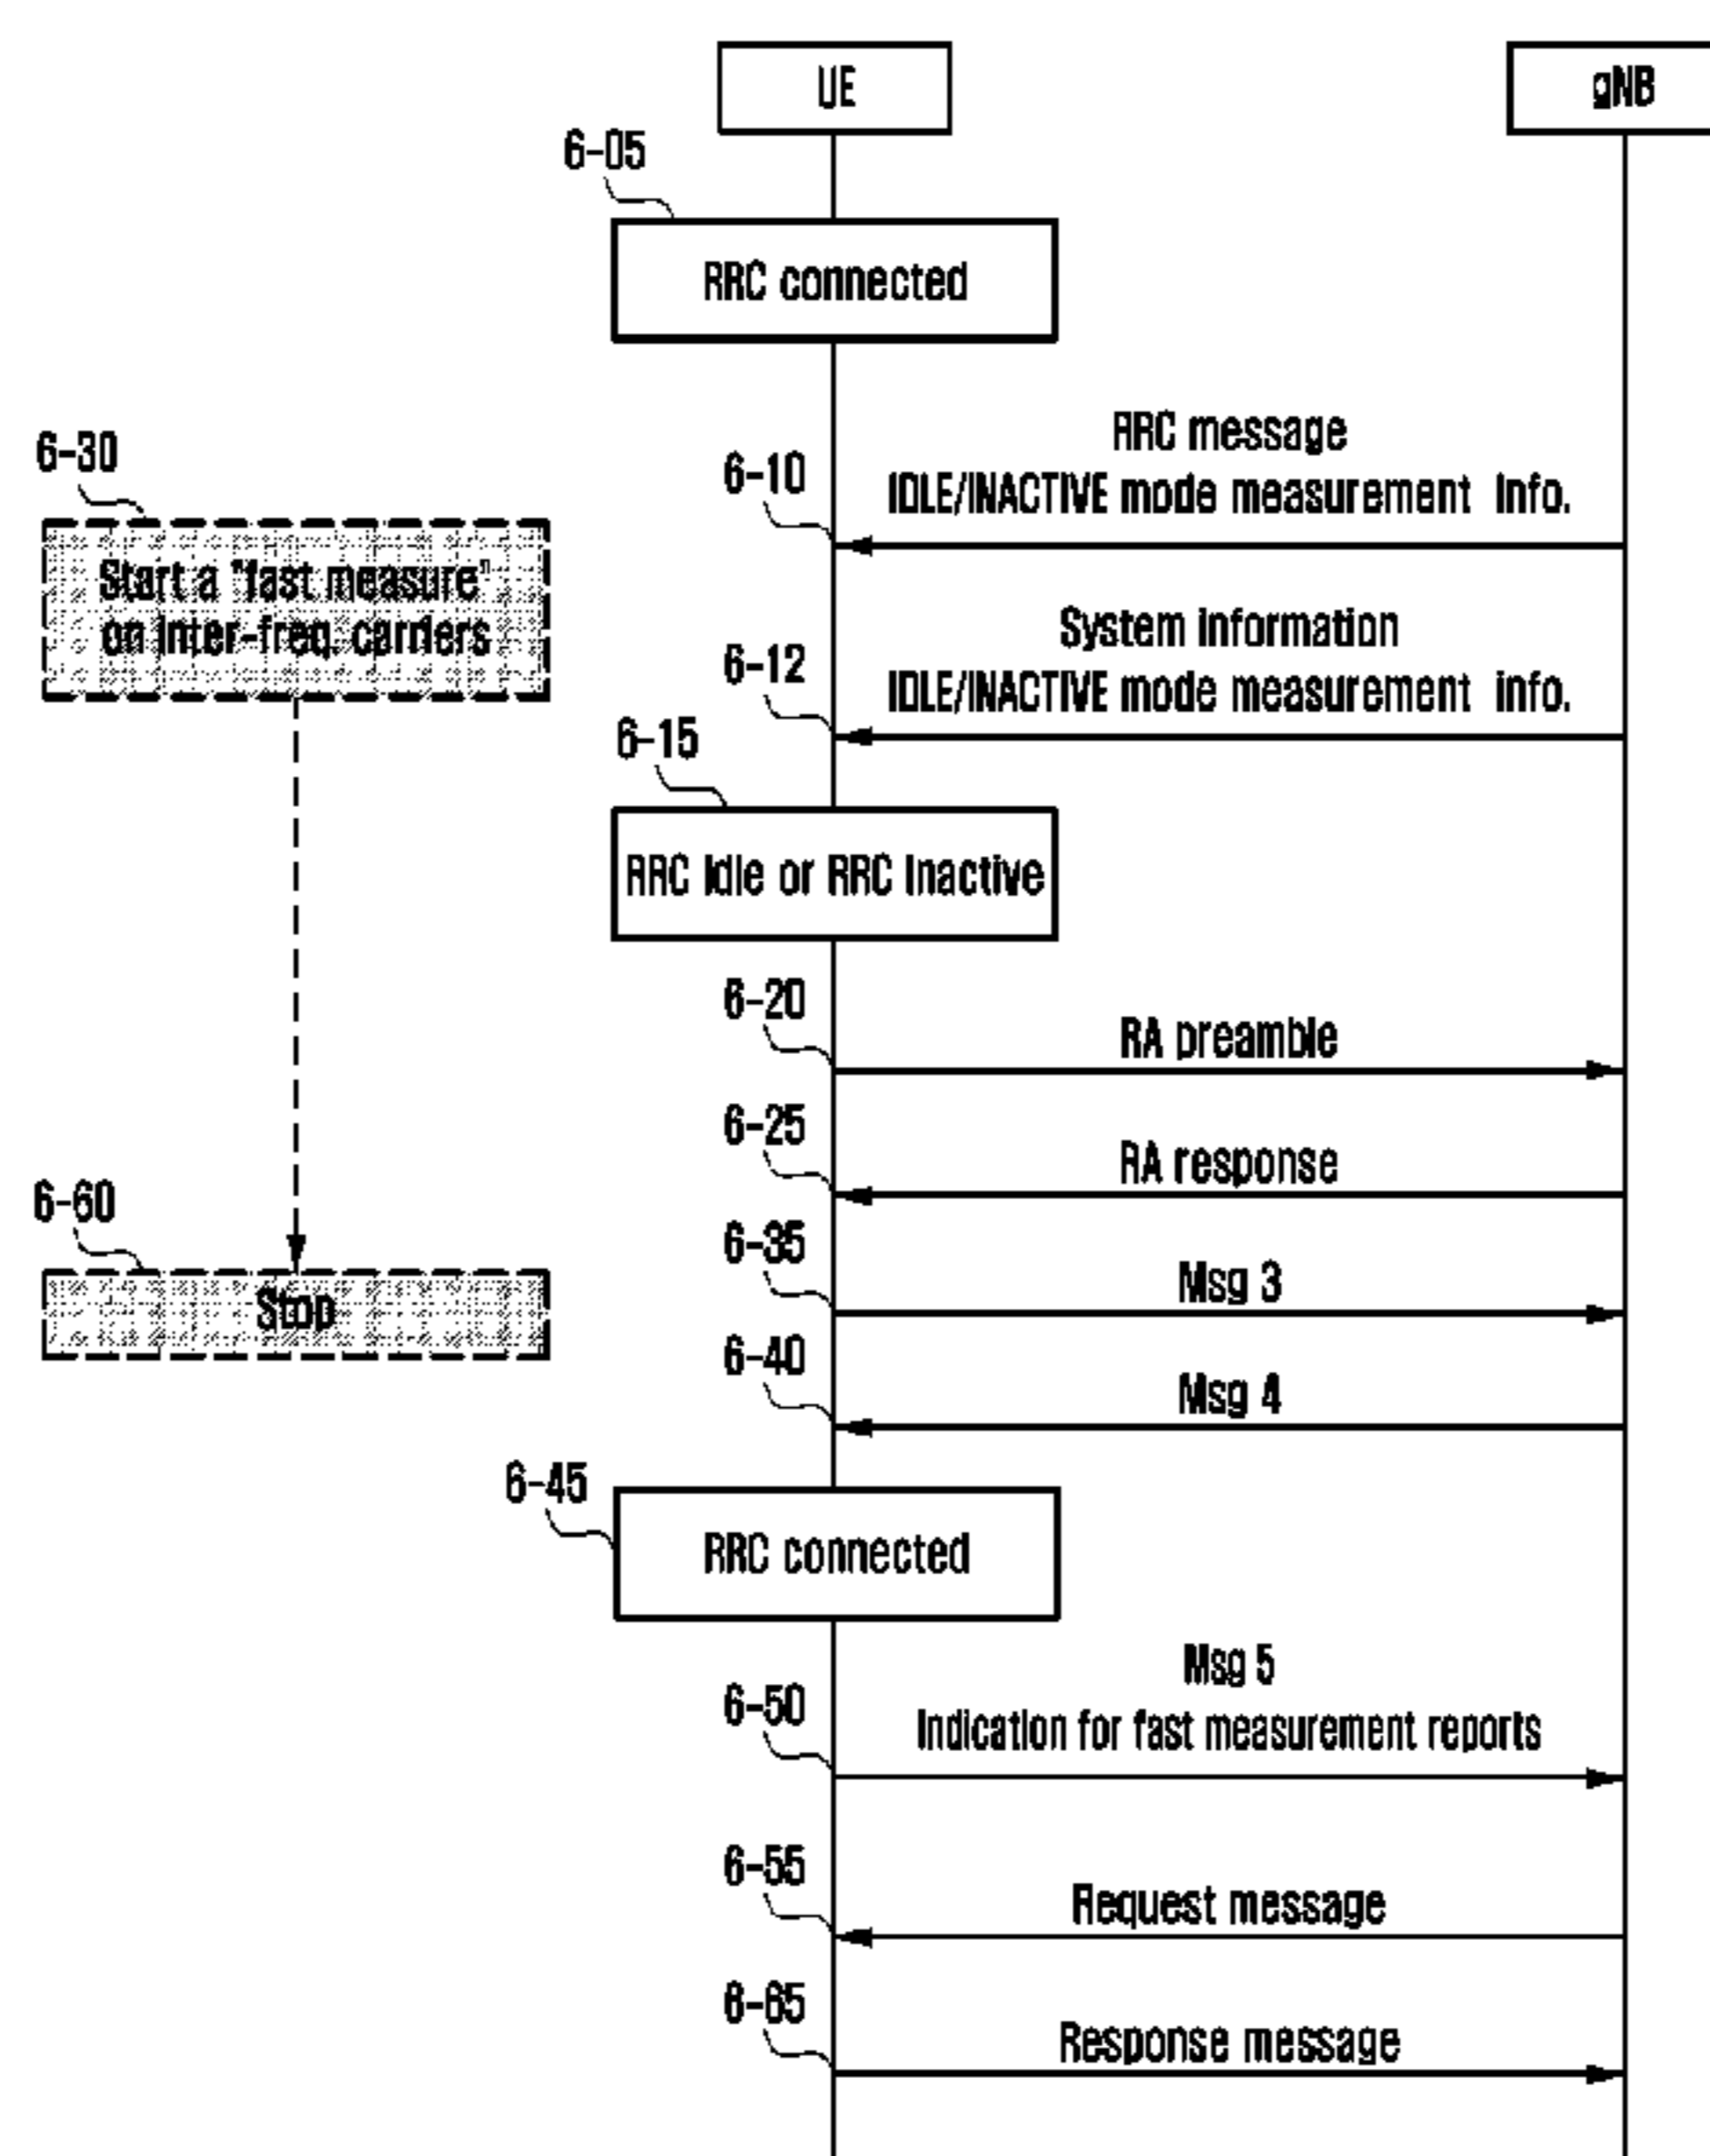 UE
gNB
6-05
RRC connected
RRC message
6-30
6-10
IDLE/INACTIVE mode measurement info.
Start a "fast measure"
on inter-freq. carriers
System information
6-12
IDLE/INACTIVE mode measurement info.
6-15
RRC Idle or RRC Inactive
6-20
RA preamble
6-25
RA response
6-60
6-35
Msg 3
Stop
6-40
Msg 4
6-45
RRC connected
Msg 5
6-50
Indication for fast measurement reports
6-55
Request message
6-65
Response message